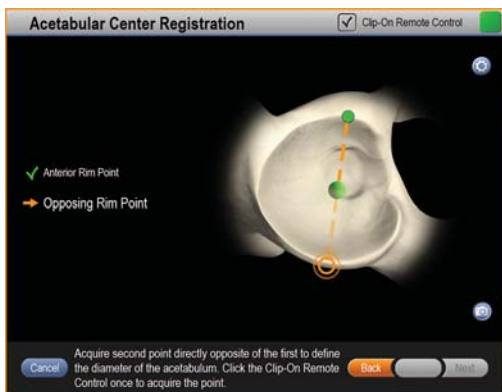 Acetabular Center Registration
Clip-On Remote Control
Anterior Rim Point
Opposing Rim Point
Acquire second point directly opposite of the first to define
the diameter of the acetabulum. Click the Clip-On Remote
Control once to acquire the point.
Cancel
Back
Next